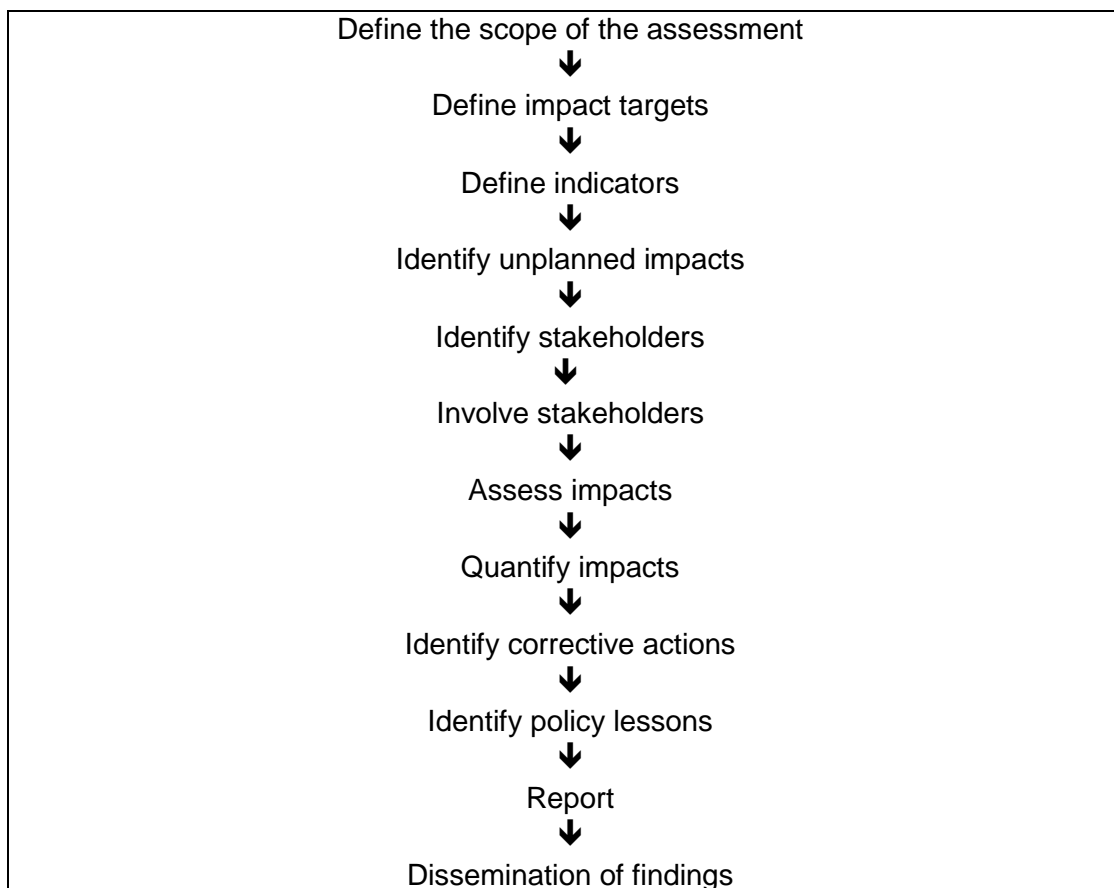 Define the scope of the assessment
Define impact targets
Define indicators
Identify unplanned impacts
Identify stakeholders
Involve stakeholders
Assess impacts
Quantify impacts
Identify corrective actions
Identify policy lessons
Report
Dissemination of findings